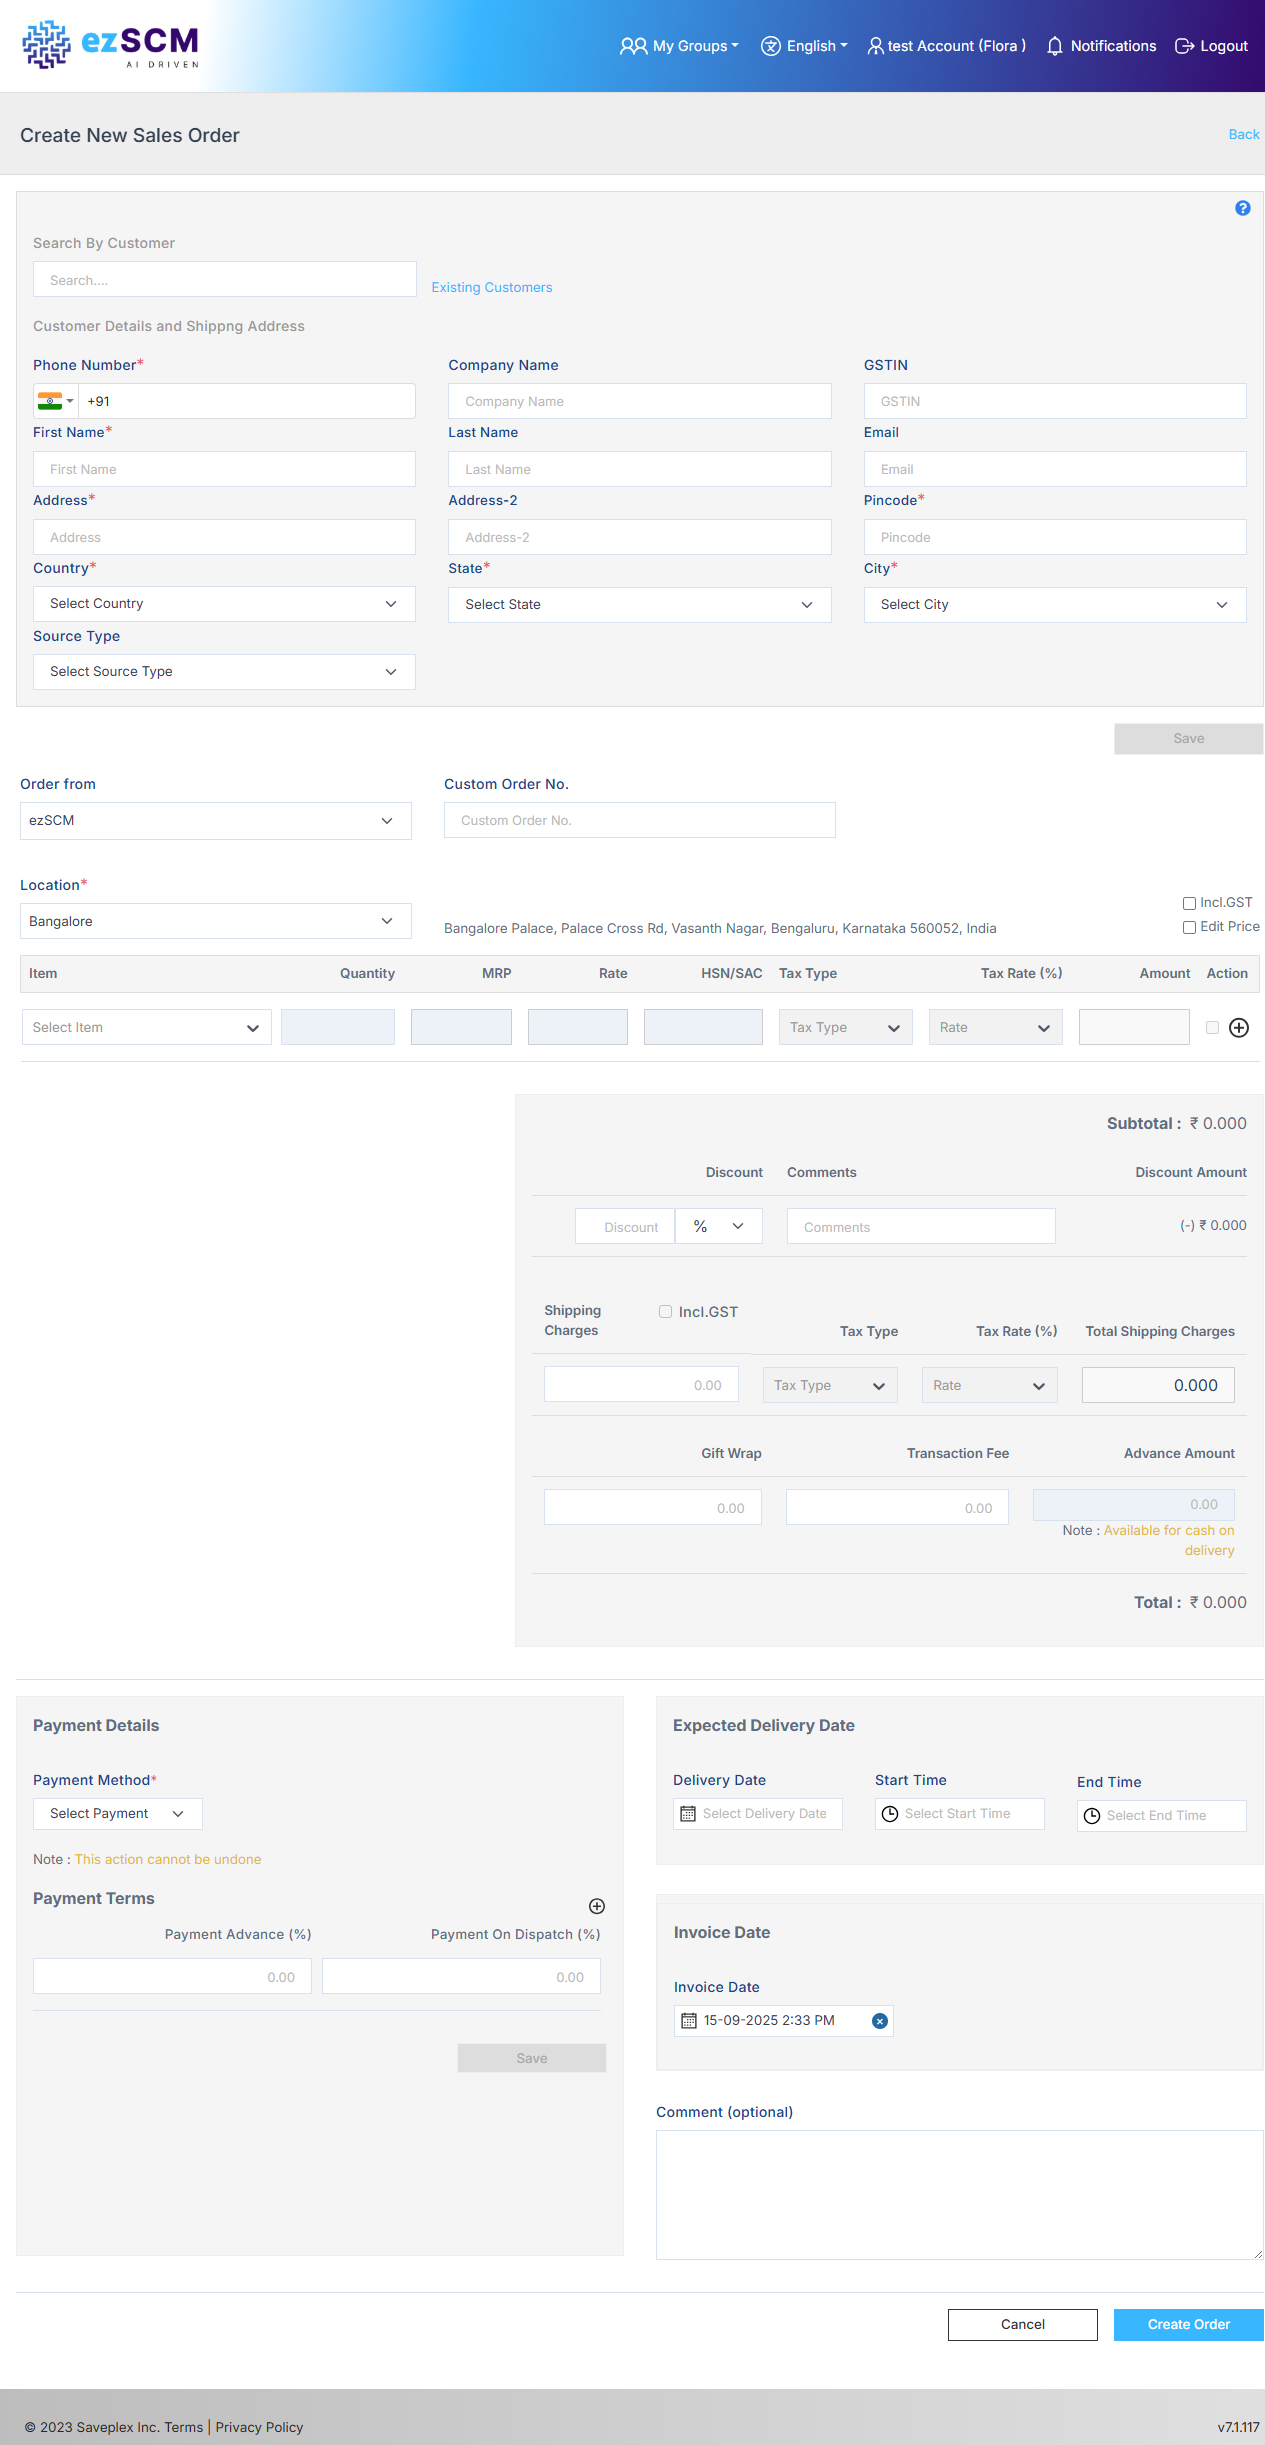 ezSCM
AI DRIVEN
My Groups
English
test Account (Flora )
Notifications
Logout
Create New Sales Order
Back
Search By Customer
Search....
Existing Customers
Customer Details and Shippng Address
Phone Number*
Company Name
GSTIN
+91
Company Name
GSTIN
First Name*
Last Name
Email
First Name
Last Name
Email
Address*
Address-2
Pincode*
Address
Address-2
Pincode
Country*
State*
City*
Select Country
Select State
Select City
Source Type
Select Source Type
Save
Order from
Custom Order No.
ezSCM
Custom Order No.
Location*
Incl.GST
Bangalore
Bangalore Palace, Palace Cross Rd, Vasanth Nagar, Bengaluru, Karnataka 560052, India
Edit Price
Item Quantity MRP Rate HSN/SAC Tax Type Tax Rate (%) Amount Action
Select Item
Tax Type
Rate
Subtotal : ₹ 0.000
Discount Comments Discount Amount
Discount
%
Comments
(-) ₹ 0.000
Shipping Charges
Incl.GST
Tax Type
Tax Rate (%)
Total Shipping Charges
0.00
Tax Type
Rate
0.000
Gift Wrap
Transaction Fee
Advance Amount
0.00
0.00
0.00
Note : Available for cash on
delivery
Total : ₹ 0.000
Payment Details
Payment Method*
Select Payment
Note : This action cannot be undone
Payment Terms
Payment Advance (%)
Payment On Dispatch (%)
0.00
0.00
Save
Expected Delivery Date
Delivery Date
Start Time
End Time
Select Delivery Date
Select Start Time
Select End Time
Invoice Date
Invoice Date
15-09-2025 2:33 PM
Comment (optional)
Cancel
Create Order
© 2023 Saveplex Inc. Terms | Privacy Policy
v7.1.117